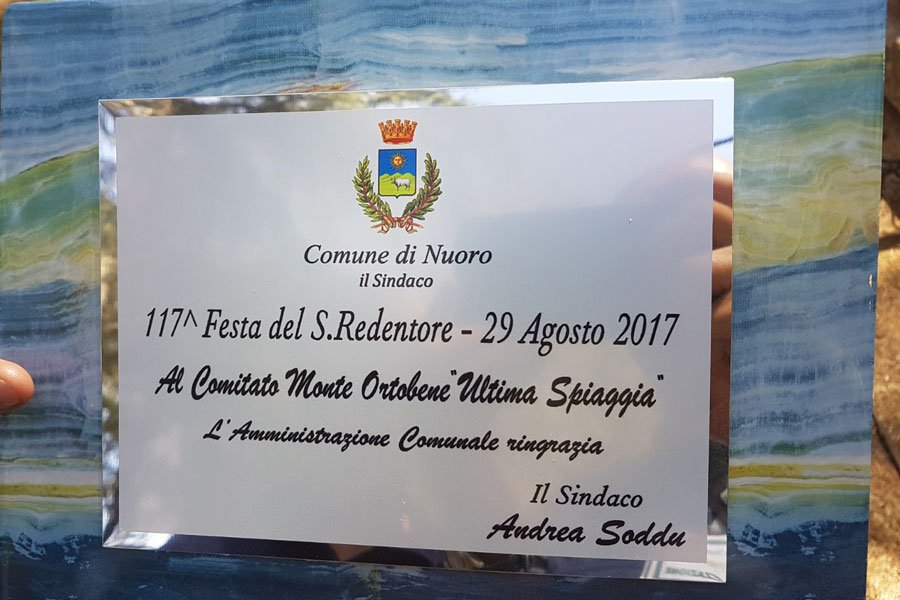 Comune di Nuoro
il Sindaco
117^ Festa del S.Redentore - 29 Agosto 2017
Al Comitato Monte Ortobene "Ultima Spiaggia"
L'Amministrazione Comunale ringrazia
Il Sindaco
Andrea Soddu